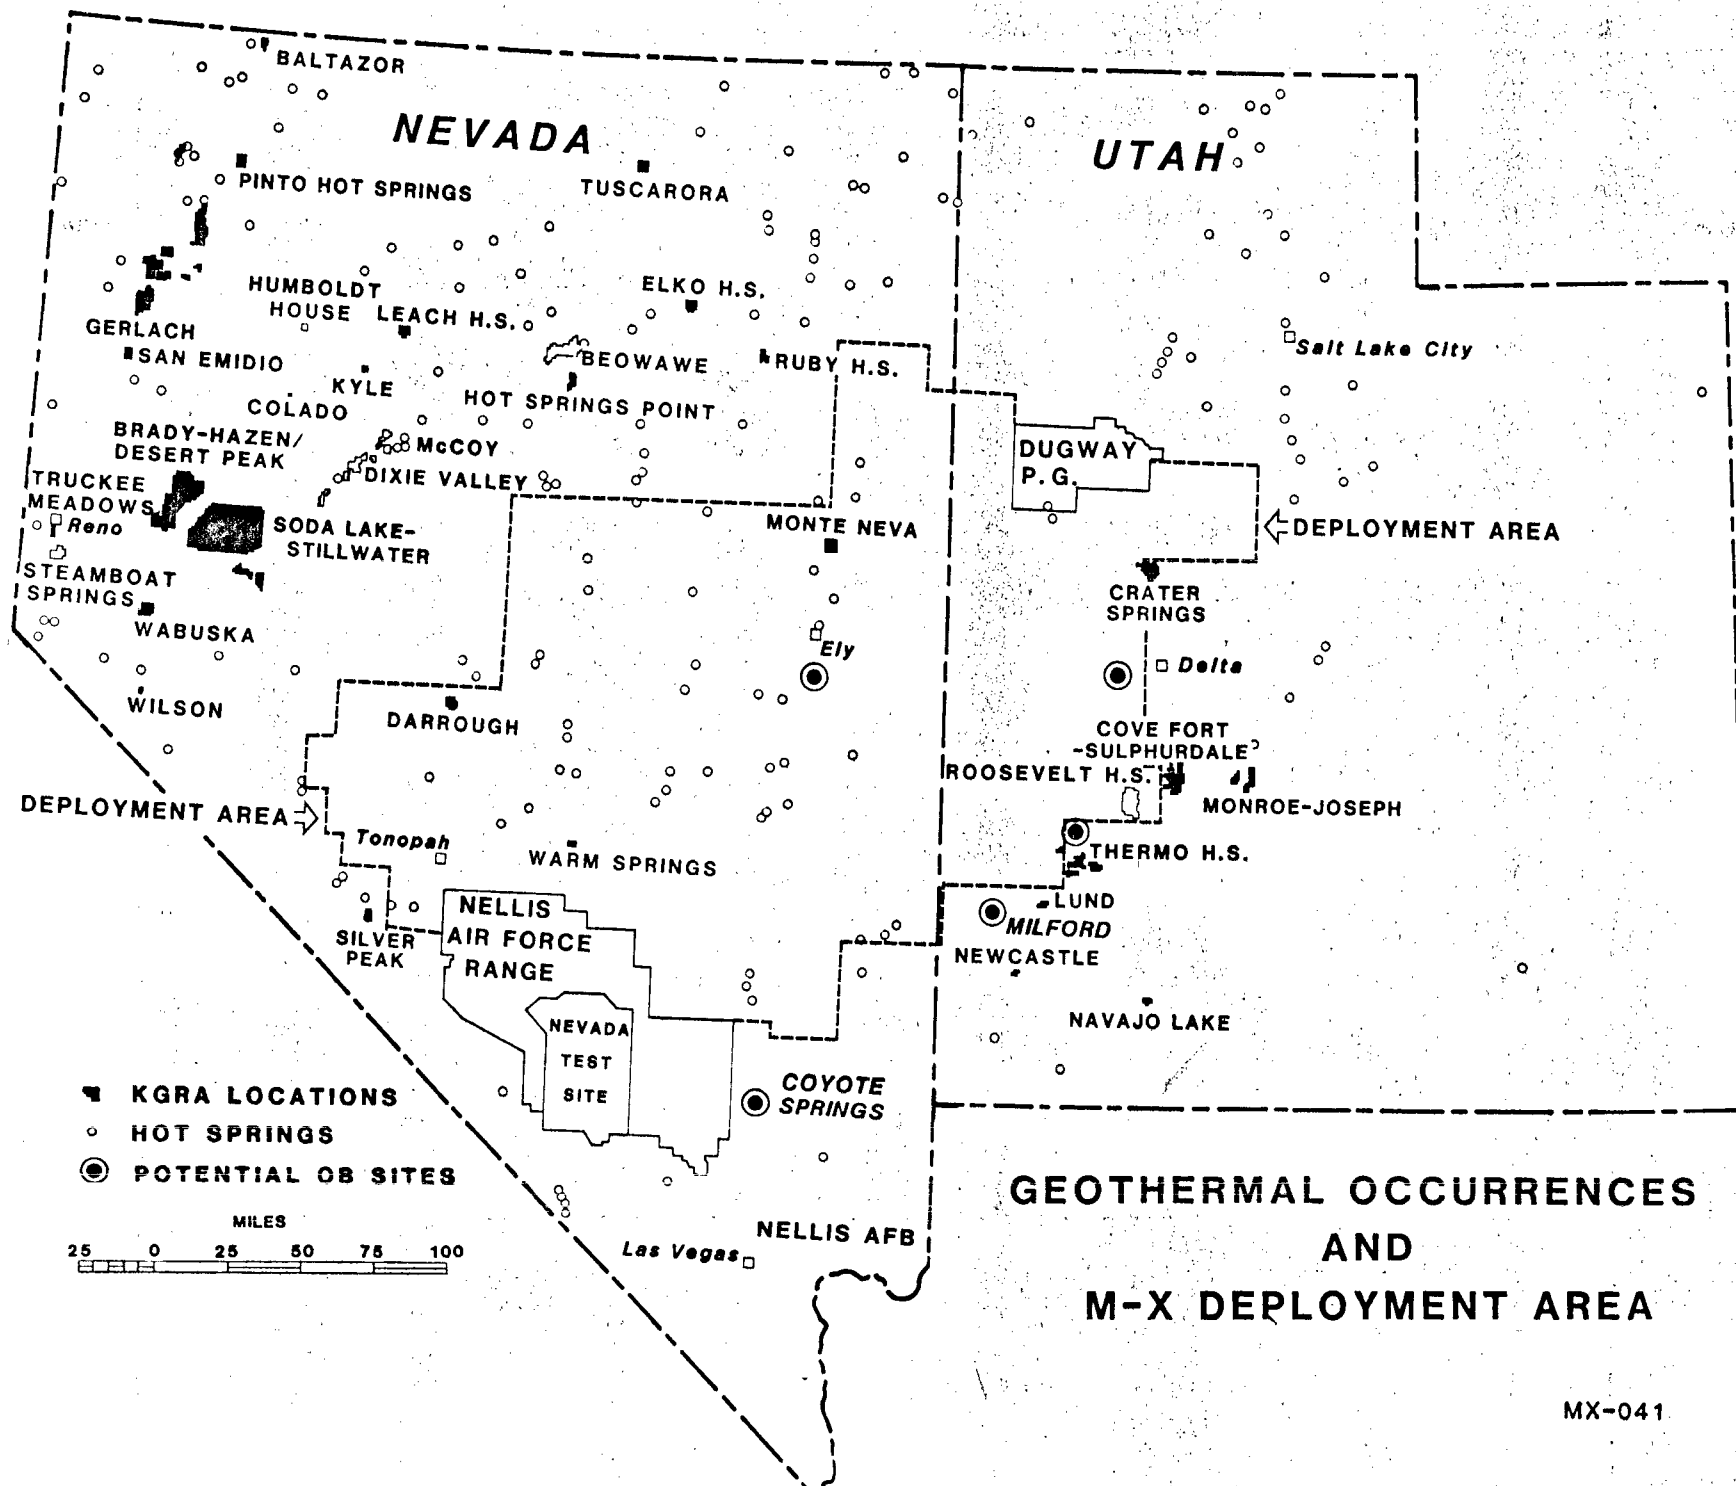 BALTAZOR
NEVADA
UTAH
PINTO HOT SPRINGS
TUSCARORA
HUMBOLDT
HOUSE
LEACH H.S.
ELKO H.S.
GERLACH
SAN EMIDIO
KYLE
BEOWAWE
RUBY H.S.
Salt Lake City
COLADO
HOT SPRINGS POINT
BRADY-HAZEN/
DESERT PEAK
McCOY
DIXIE VALLEY
DUGWAY
P.G.
TRUCKEE
MEADOWS
Reno
SODA LAKE-
STILLWATER
MONTE NEVA
DEPLOYMENT AREA
STEAMBOAT
SPRINGS
WABUSKA
CRATER
SPRINGS
Ely
Delta
WILSON
DARROUGH
COVE FORT
-SULPHURDALE
ROOSEVELT H.S.
MONROE-JOSEPH
DEPLOYMENT AREA
Tonopah
WARM SPRINGS
THERMO H.S.
LUND
MILFORD
NEWCASTLE
NAVAJO LAKE
SILVER
PEAK
NELLIS
AIR FORCE
RANGE
NEVADA
TEST
SITE
COYOTE
SPRINGS
KGRA LOCATIONS
HOT SPRINGS
POTENTIAL OB SITES
MILES
25 0 25 50 75 100
Las Vegas
NELLIS AFB
GEOTHERMAL OCCURRENCES
AND
M-X DEPLOYMENT AREA
MX-041